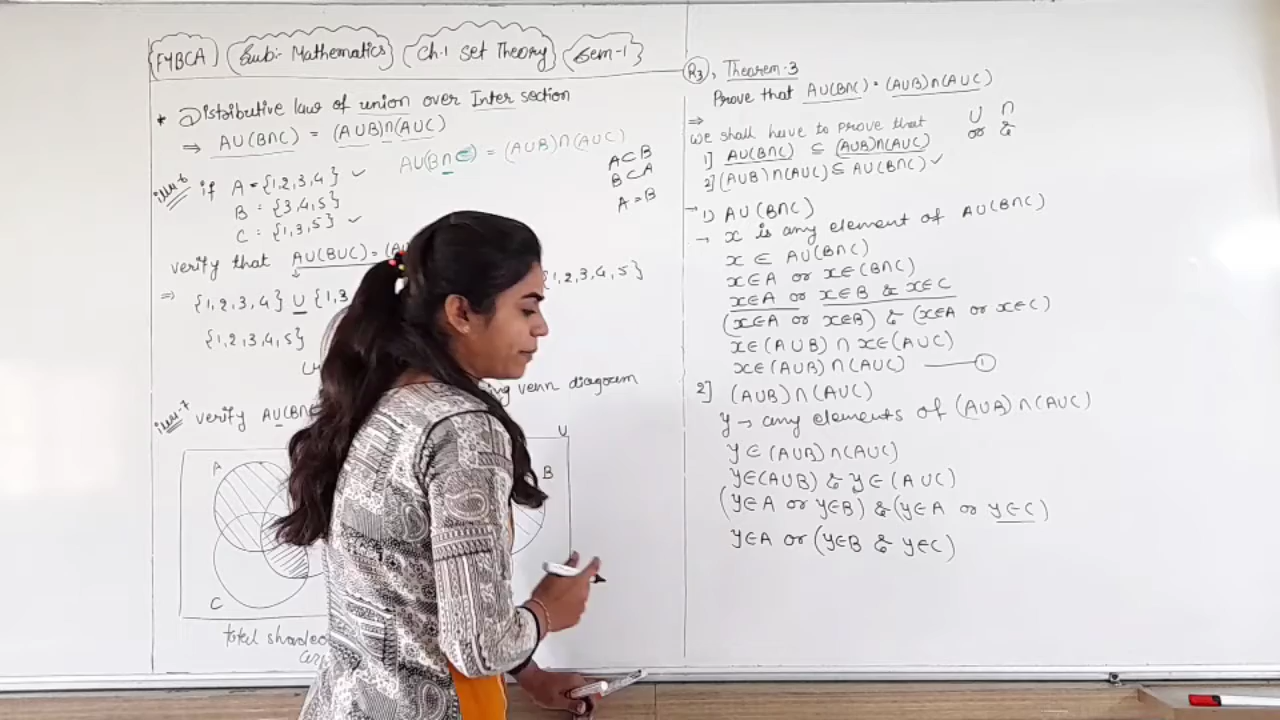 FYBCA Sub:- Mathematics Ch.1 Set Theory Sem-1
* Distributive law of union over Inter section
⇒ AU(B∩C) = (AUB)∩(AUC)
AU(B∩C) = (AUB)∩(AUC)
if A = {1,2,3,4} ✓
B = {3,4,5}
C = {1,3,5} ✓
A⊂B
B⊂A
A=B
verify that AU(BUC)=(A
⇒ {1,2,3,4} U {1,3
1,2,3,4,5}
{1,2,3,4,5}
verify AU(B∩
ing venn diagram
U
A
B
C
total shaded
R3, Theorem-3
Prove that AU(B∩C) = (AUB)∩(AUC)
⇒
we shall have to prove that
U ∩
or &
1] AU(B∩C) ⊆ (AUB)∩(AUC)
2] (AUB)∩(AUC) ⊆ AU(B∩C) ✓
→ 1) AU(B∩C)
→ x is any element of AU(B∩C)
x ∈ AU(B∩C)
x∈A or x∈(B∩C)
x∈A or x∈B & x∈C
(x∈A or x∈B) & (x∈A or x∈C)
x∈(AUB) ∩ x∈(AUC)
x∈(AUB)∩(AUC) —— ①
2] (AUB)∩(AUC)
y → any elements of (AUB)∩(AUC)
y∈(AUB)∩(AUC)
y∈(AUB) & y∈(AUC)
(y∈A or y∈B) & (y∈A or y∈C)
y∈A or (y∈B & y∈C)